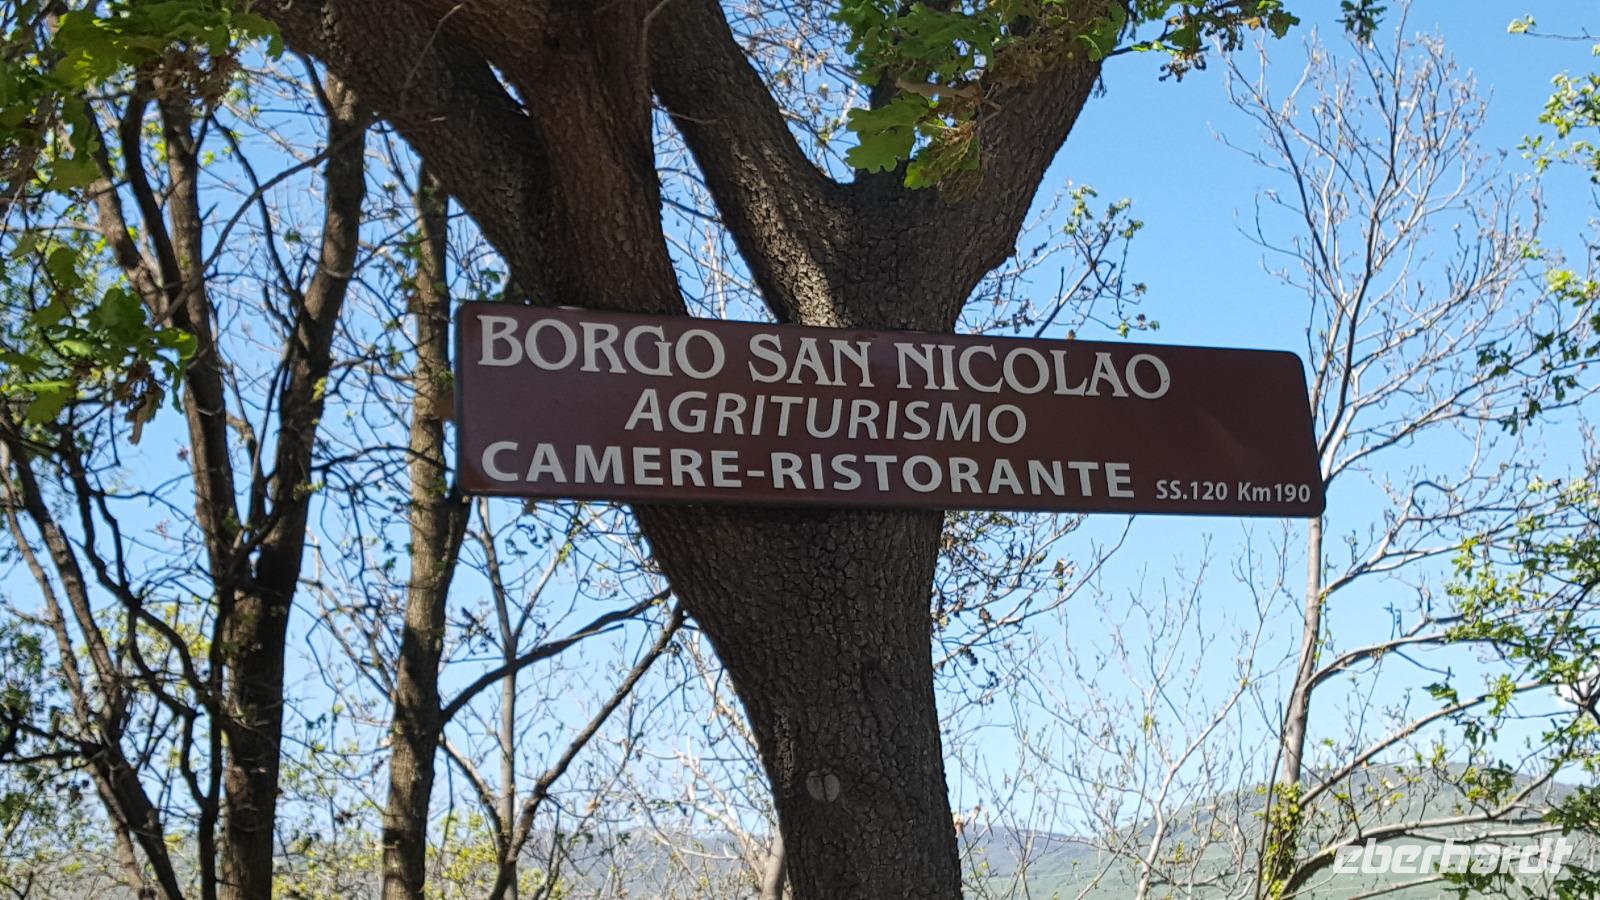 BORGO SAN NICOLAO
AGRITURISMO
CAMERE-RISTORANTE SS.120 Km190
eberhardt